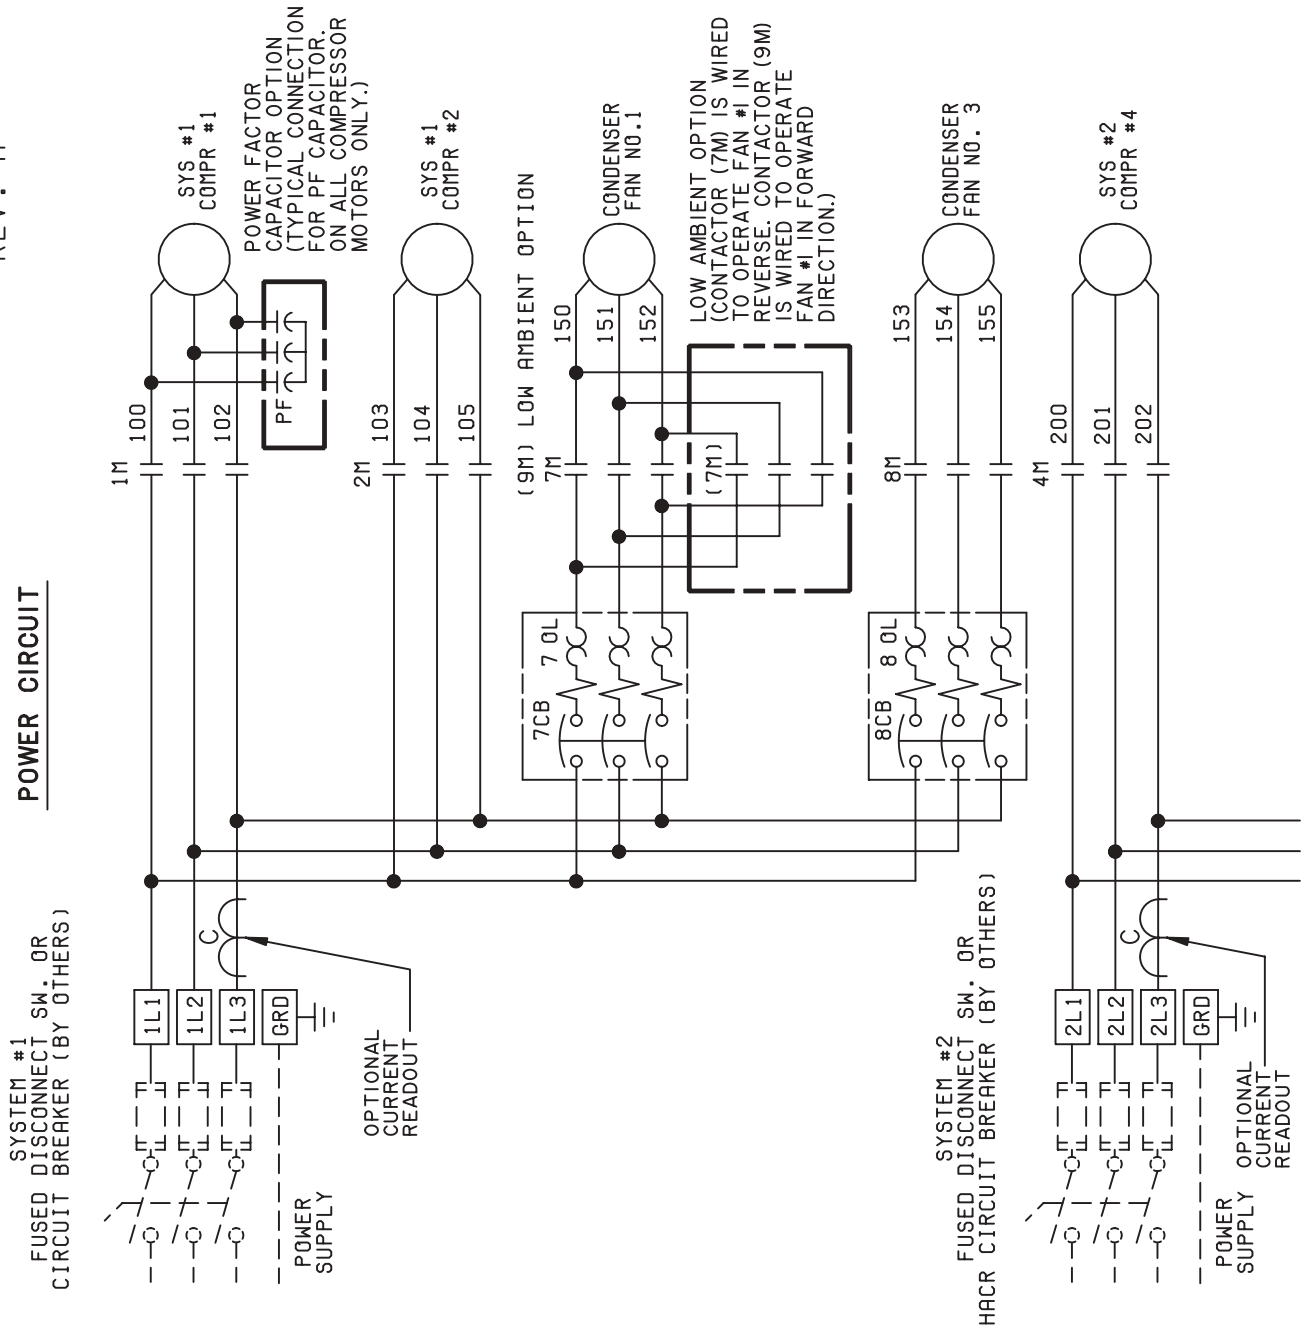 REV. A
POWER CIRCUIT
SYSTEM #1
FUSED DISCONNECT SW. OR
CIRCUIT BREAKER (BY OTHERS)
POWER
SUPPLY
1L1
1L2
1L3
GRD
C
OPTIONAL
CURRENT
READOUT
1M
100
101
102
PF
SYS #1
COMPR #1
POWER FACTOR
CAPACITOR OPTION
(TYPICAL CONNECTION
FOR PF CAPACITOR.
ON ALL COMPRESSOR
MOTORS ONLY.)
2M
103
104
105
SYS #1
COMPR #2
(9M) LOW AMBIENT OPTION
7CB
7 OL
7M
150
151
152
CONDENSER
FAN NO.1
(7M)
LOW AMBIENT OPTION
(CONTACTOR (7M) IS WIRED
TO OPERATE FAN #1 IN
REVERSE. CONTACTOR (9M)
IS WIRED TO OPERATE
FAN #1 IN FORWARD
DIRECTION.)
8CB
8 OL
8M
153
154
155
CONDENSER
FAN NO. 3
SYSTEM #2
FUSED DISCONNECT SW. OR
HACR CIRCUIT BREAKER (BY OTHERS)
POWER
SUPPLY
2L1
2L2
2L3
GRD
C
OPTIONAL
CURRENT
READOUT
4M
200
201
202
SYS #2
COMPR #4